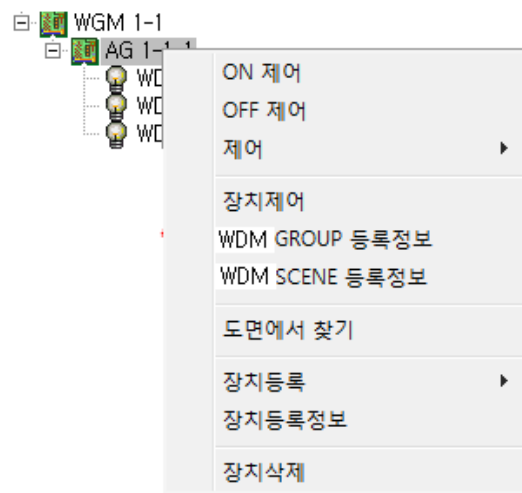 WGM 1-1
AG 1-1-1
ON 제어
OFF 제어
제어
장치제어
WDM GROUP 등록정보
WDM SCENE 등록정보
도면에서 찾기
장치등록
장치등록정보
장치삭제